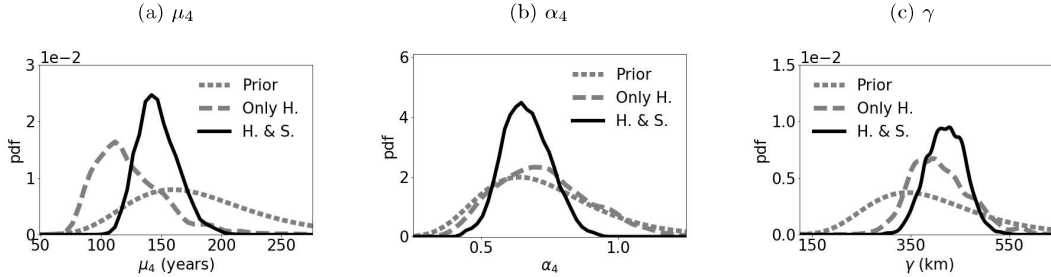 (a) μ₄
(b) α₄
(c) γ
1e−2
3
2
1
0
pdf
50
100
150
200
250
μ₄ (years)
Prior
Only H.
H. & S.
6
4
2
0
pdf
0.5
1.0
α₄
Prior
Only H.
H. & S.
1e−2
1.5
1.0
0.5
0.0
pdf
150
350
550
γ (km)
Prior
Only H.
H. & S.